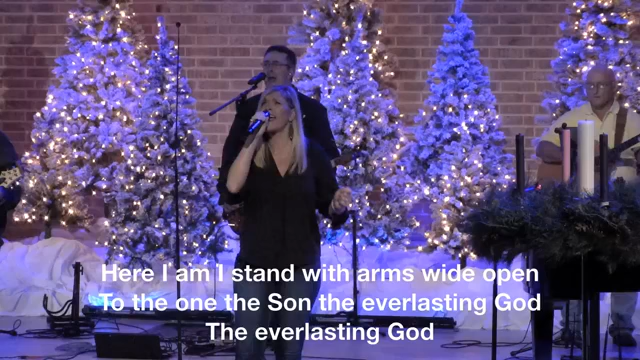 Here I am I stand with arms wide open
To the one the Son the everlasting God
The everlasting God